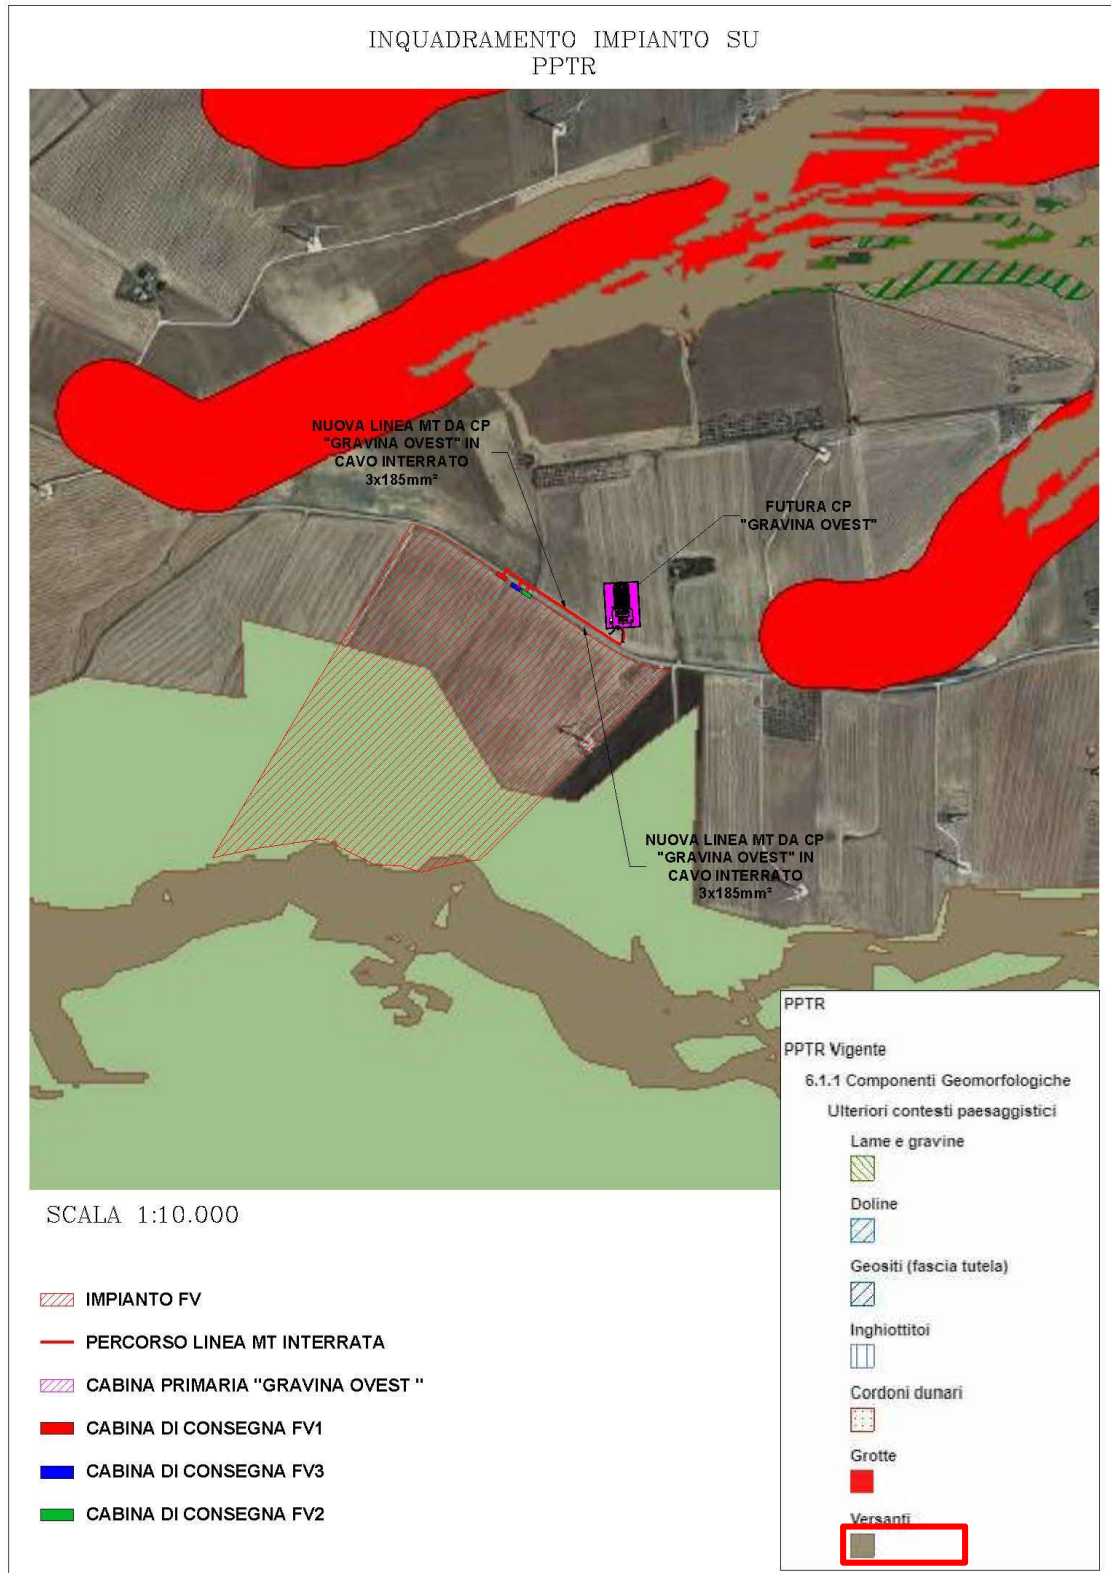 INQUADRAMENTO IMPIANTO SU
PPTR
NUOVA LINEA MT DA CP
"GRAVINA OVEST" IN
CAVO INTERRATO
3x185mm²
FUTURA CP
"GRAVINA OVEST"
NUOVA LINEA MT DA CP
"GRAVINA OVEST" IN
CAVO INTERRATO
3x185mm²
SCALA 1:10.000
IMPIANTO FV
PERCORSO LINEA MT INTERRATA
CABINA PRIMARIA "GRAVINA OVEST "
CABINA DI CONSEGNA FV1
CABINA DI CONSEGNA FV3
CABINA DI CONSEGNA FV2
PPTR
PPTR Vigente
6.1.1 Componenti Geomorfologiche
Ulteriori contesti paesaggistici
Lame e gravine
Doline
Geositi (fascia tutela)
Inghiottitoi
Cordoni dunari
Grotte
Versanti